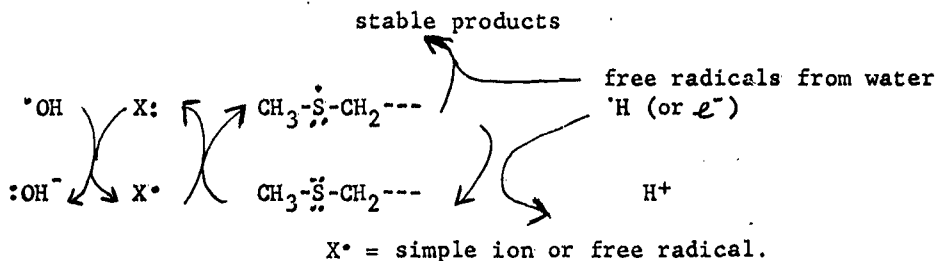 stable products
free radicals from water
•OH X: CH3-S-CH2--- •H (or e⁻)
:OH⁻ X• CH3-S-CH2--- H⁺
X• = simple ion or free radical.